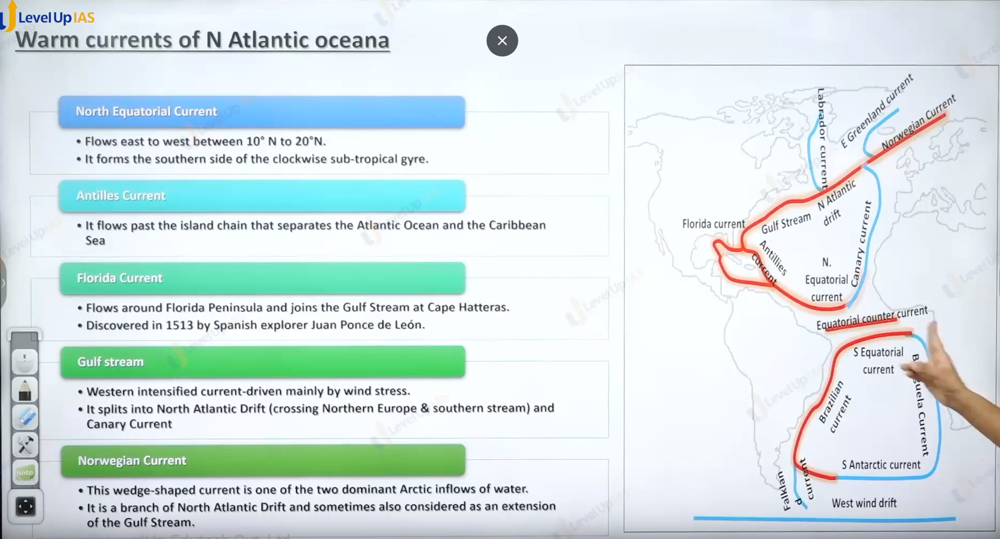 LevelUp IAS
Warm currents of N Atlantic oceana
North Equatorial Current
• Flows east to west between 10° N to 20°N.
• It forms the southern side of the clockwise sub-tropical gyre.
Antilles Current
• It flows past the island chain that separates the Atlantic Ocean and the Caribbean
Sea
Florida Current
• Flows around Florida Peninsula and joins the Gulf Stream at Cape Hatteras.
• Discovered in 1513 by Spanish explorer Juan Ponce de León.
Gulf stream
• Western intensified current-driven mainly by wind stress.
• It splits into North Atlantic Drift (crossing Northern Europe & southern stream) and
Canary Current
Norwegian Current
• This wedge-shaped current is one of the two dominant Arctic inflows of water.
• It is a branch of North Atlantic Drift and sometimes also considered as an extension
of the Gulf Stream.
Note
Labrador current
E Greenland current
Norwegian Current
Florida current
Gulf Stream
N Atlantic
drift
Antillies
current
Canary current
N.
Equatorial
current
Equatorial counter current
S Equatorial
current
Brazilian
current
Current
S Antarctic current
Falklan
d
current
West wind drift